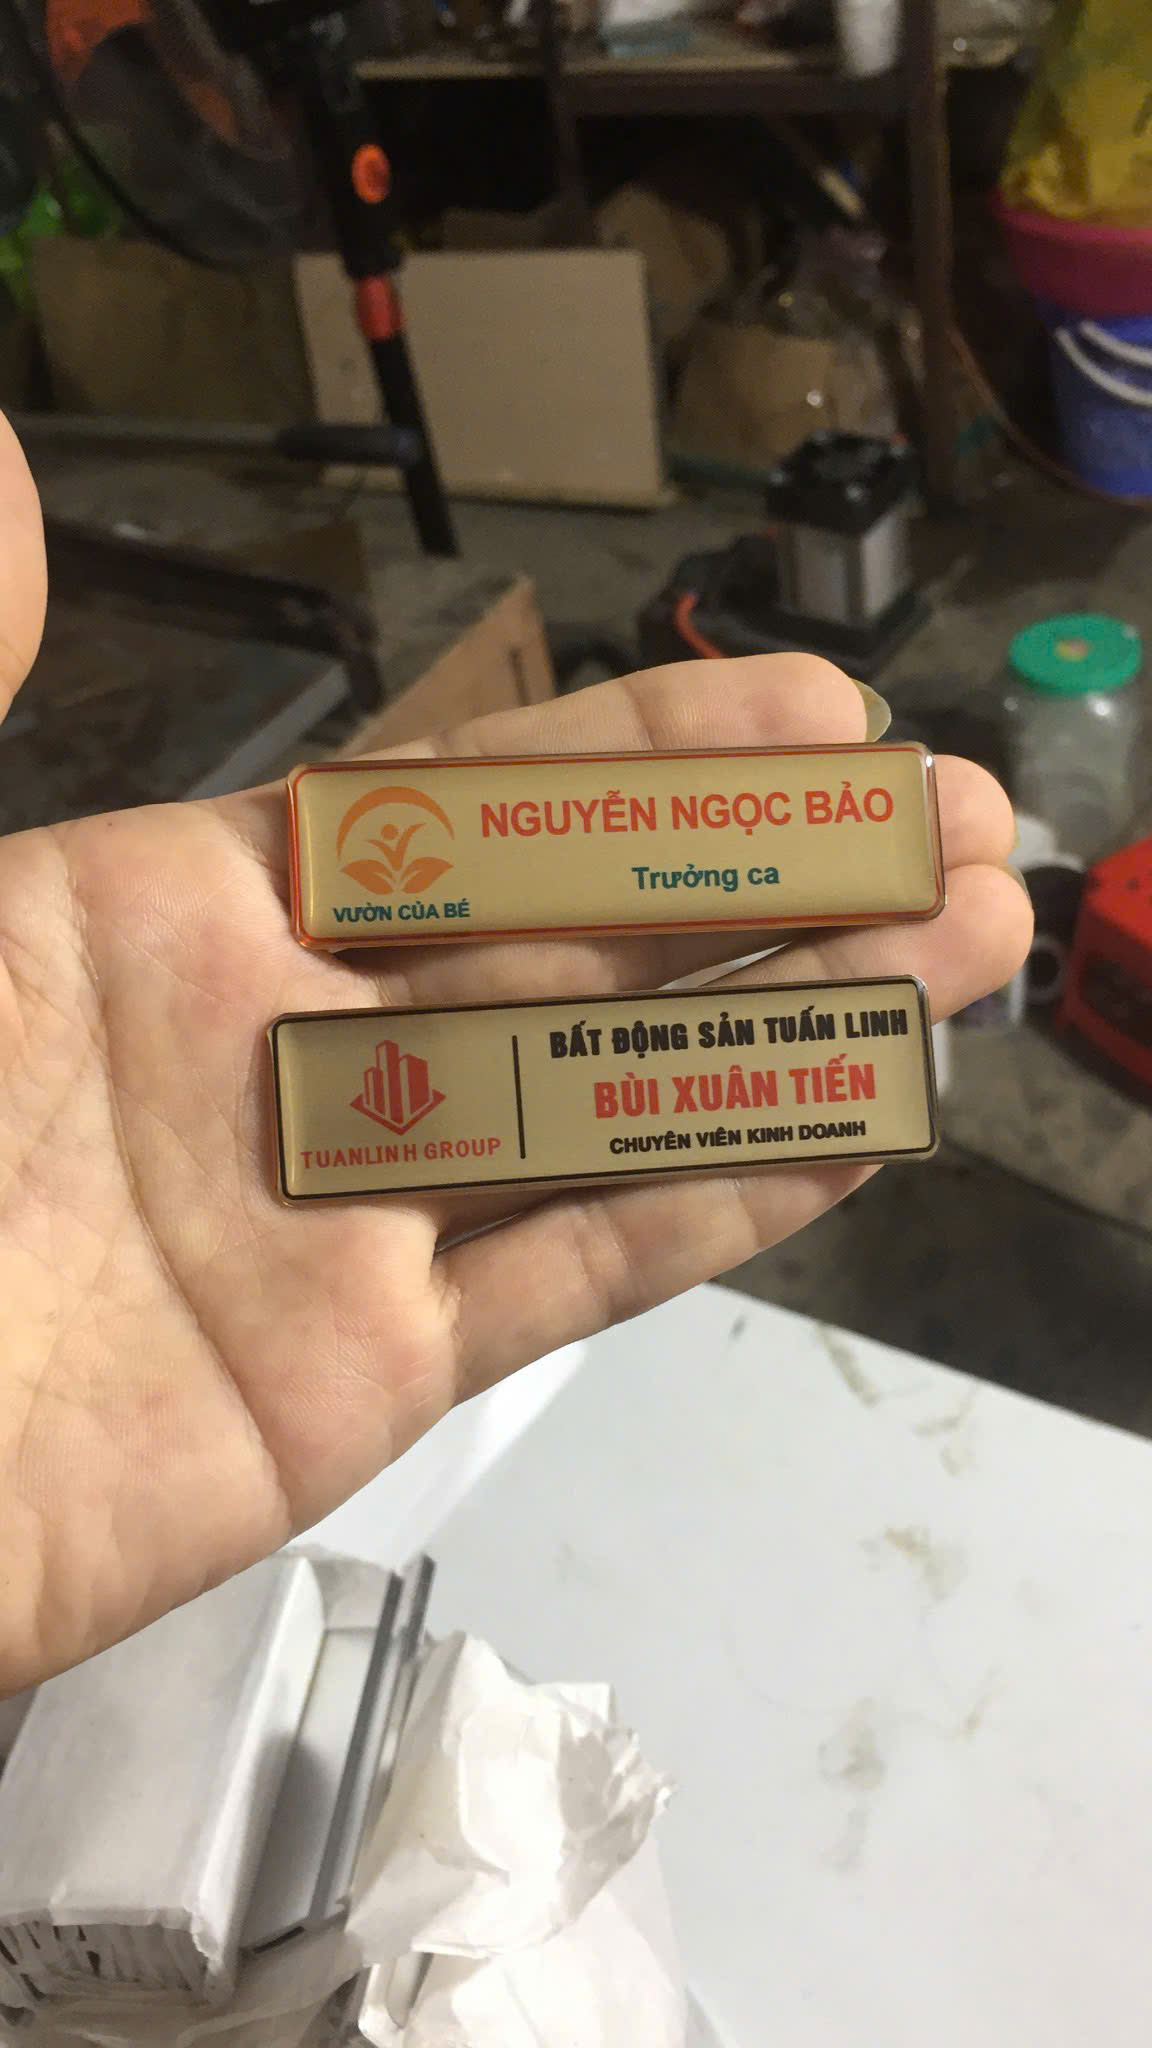 NGUYỄN NGỌC BẢO
Trưởng ca
VƯỜN CỦA BÉ
BẤT ĐỘNG SẢN TUẤN LINH
BÙI XUÂN TIẾN
CHUYÊN VIÊN KINH DOANH
TUANLINH GROUP